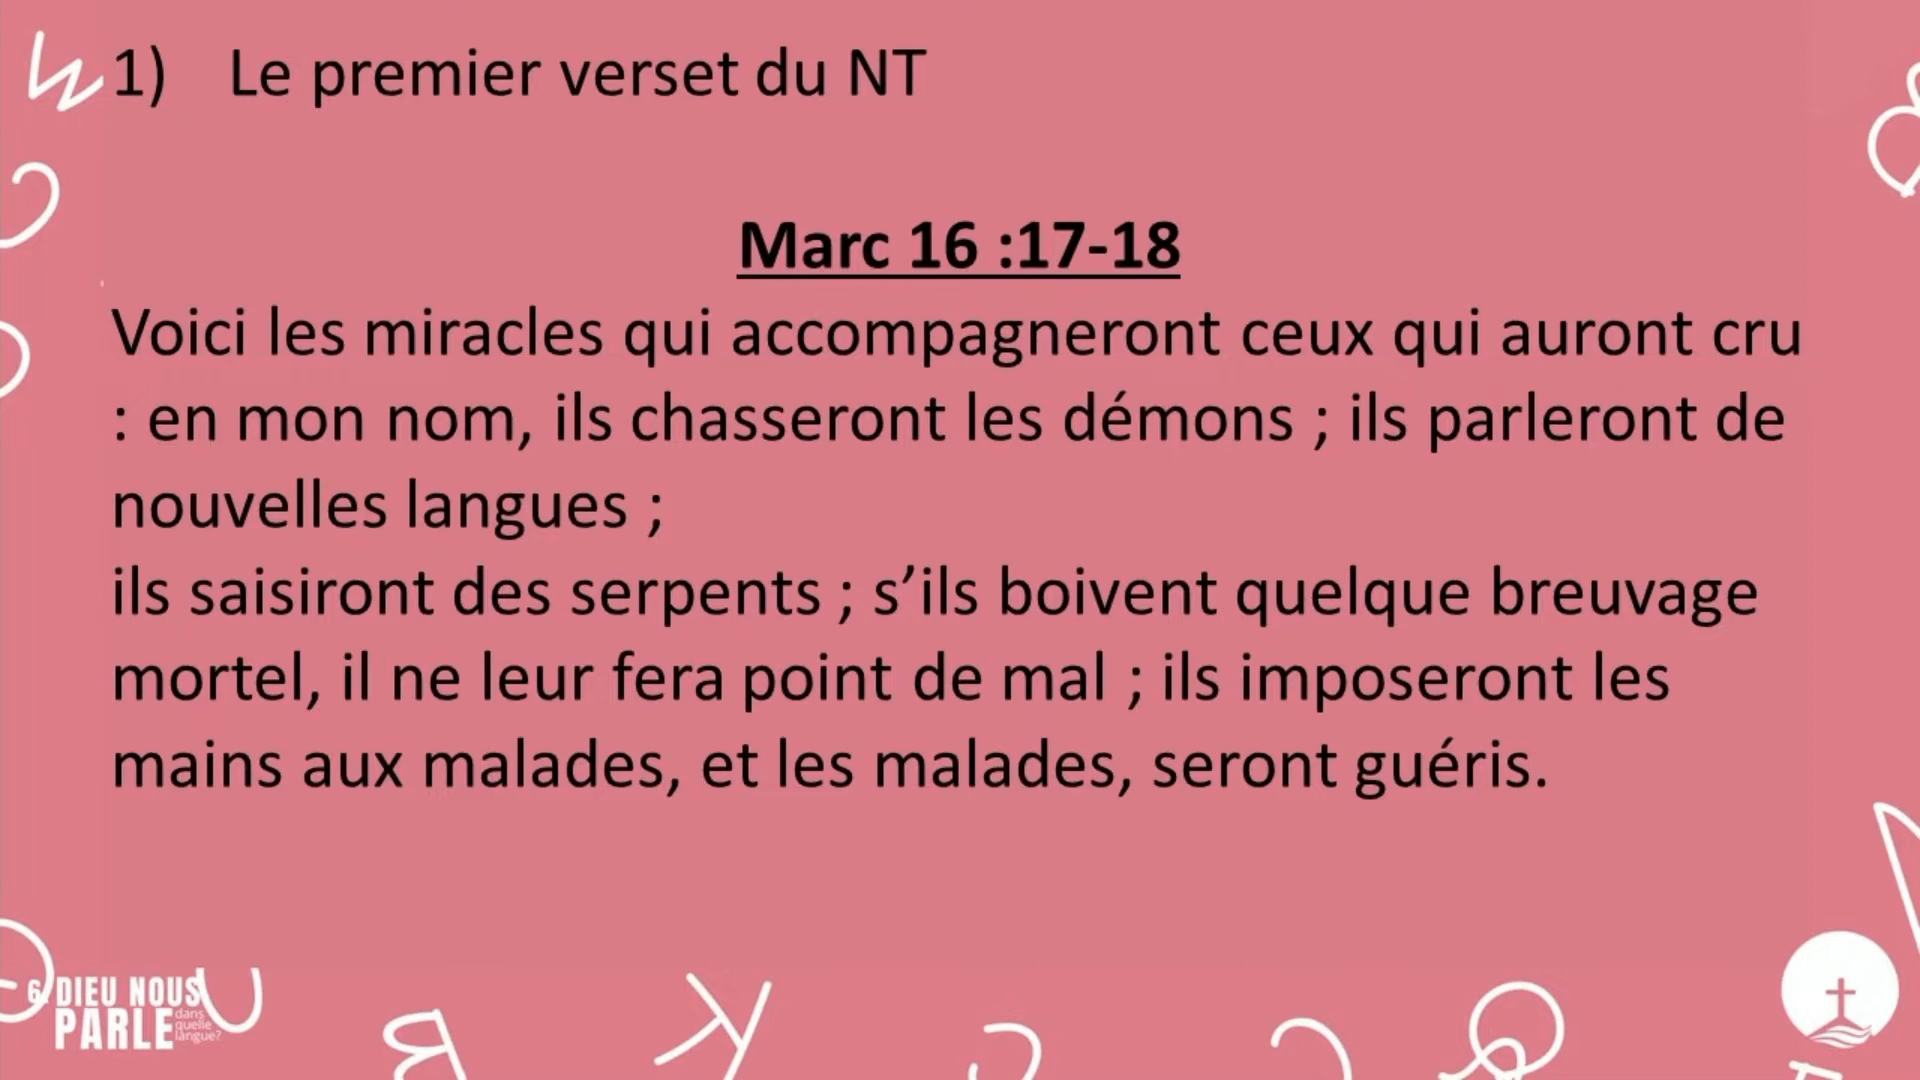 1) Le premier verset du NT
Marc 16 :17-18
Voici les miracles qui accompagneront ceux qui auront cru
: en mon nom, ils chasseront les démons ; ils parleront de
nouvelles langues ;
ils saisiront des serpents ; s’ils boivent quelque breuvage
mortel, il ne leur fera point de mal ; ils imposeront les
mains aux malades, et les malades, seront guéris.
6. DIEU NOUS
PARLE
dans
quelle
langue?